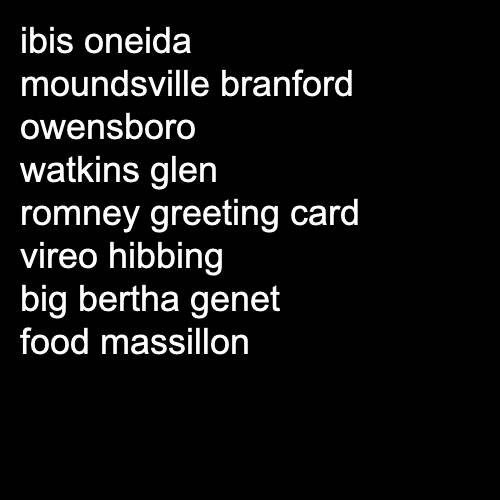 ibis oneida
moundsville branford
owensboro
watkins glen
romney greeting card
vireo hibbing
big bertha genet
food massillon